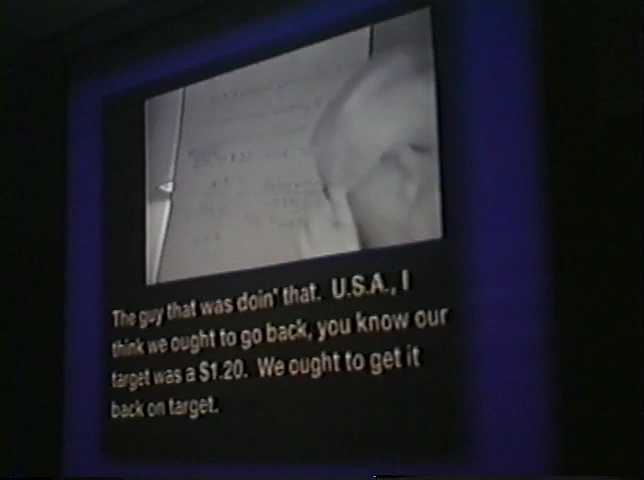 The guy that was doin' that. U.S.A., I
think we ought to go back, you know our
target was a $1.20. We ought to get it
back on target.